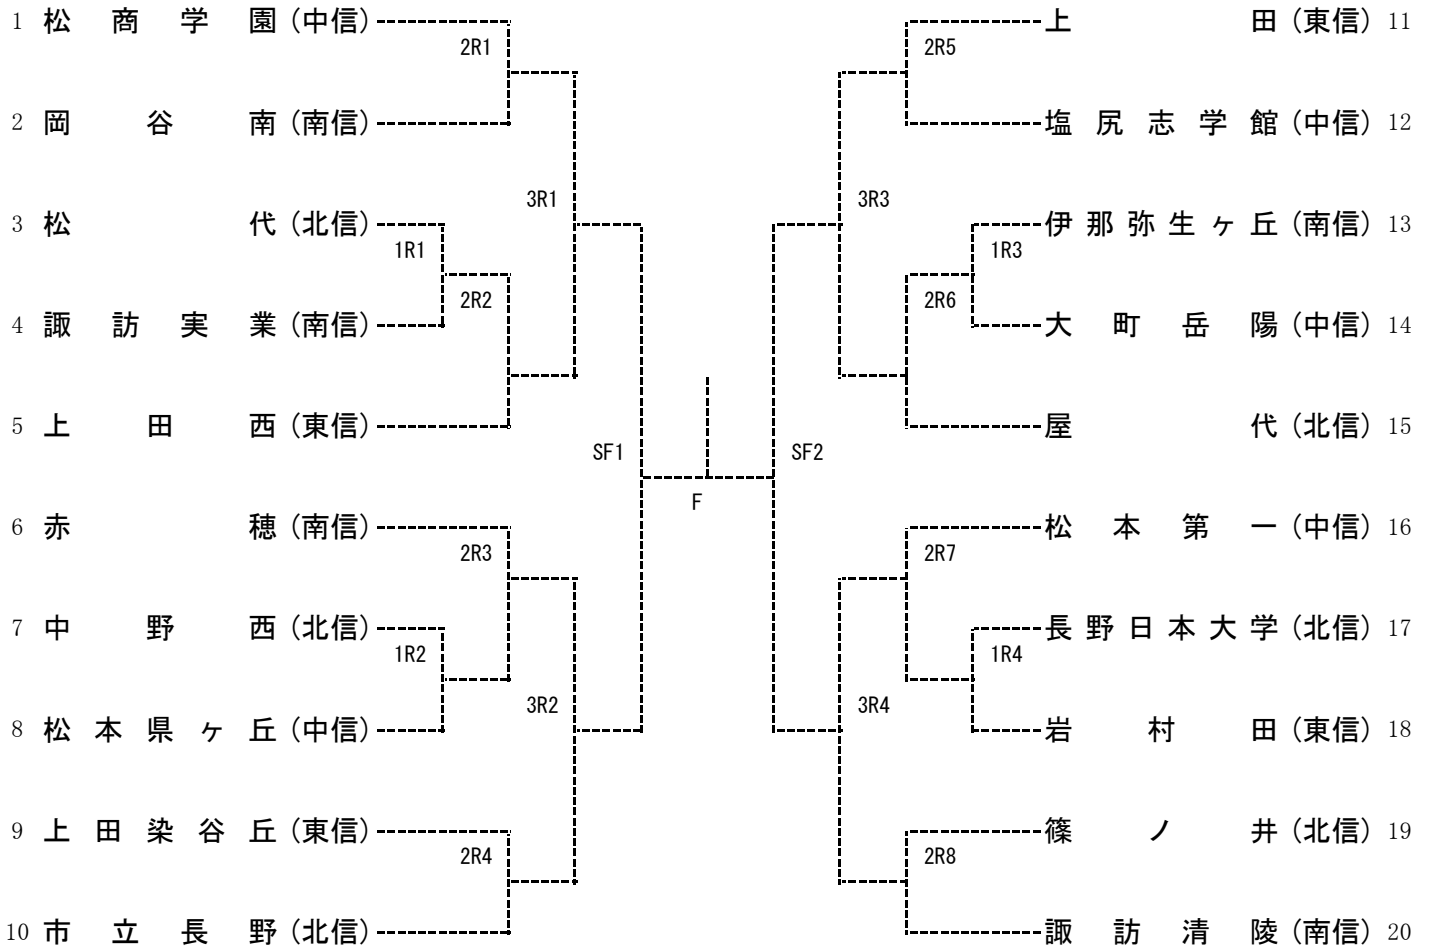 1 松商学園（中信） 上田（東信） 11
2R1 2R5
2 岡谷南（南信） 塩尻志学館（中信） 12
3R1 3R3
3 松代（北信） 伊那弥生ヶ丘（南信） 13
1R1 1R3
2R2 2R6
4 諏訪実業（南信） 大町岳陽（中信） 14
5 上田西（東信） 屋代（北信） 15
SF1 SF2
F
6 赤穂（南信） 松本第一（中信） 16
2R3 2R7
7 中野西（北信） 長野日本大学（北信） 17
1R2 1R4
3R2 3R4
8 松本県ヶ丘（中信） 岩村田（東信） 18
9 上田染谷丘（東信） 篠ノ井（北信） 19
2R4 2R8
10 市立長野（北信） 諏訪清陵（南信） 20